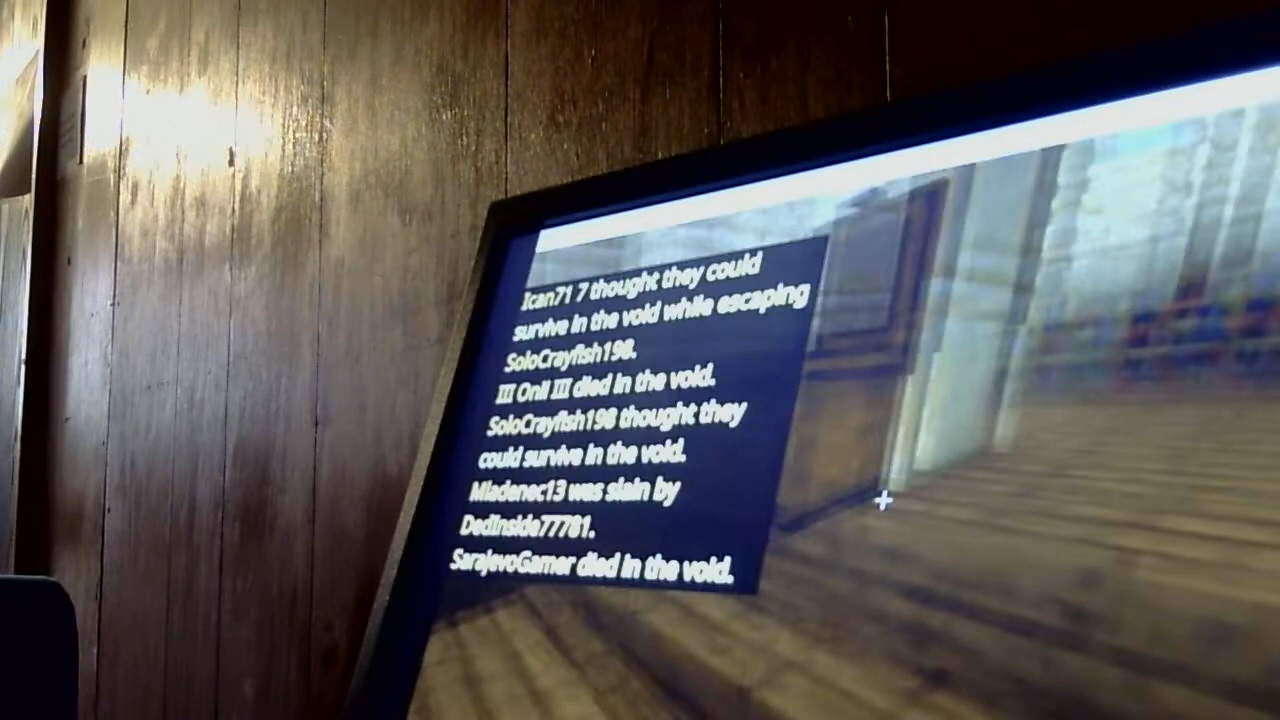 Ican71 7 thought they could
survive in the void while escaping
SoloCrayfish198.
III Onli III died in the void.
SoloCrayfish198 thought they
could survive in the void.
Mladenec13 was slain by
DedInside77781.
SarajevoGamer died in the void.